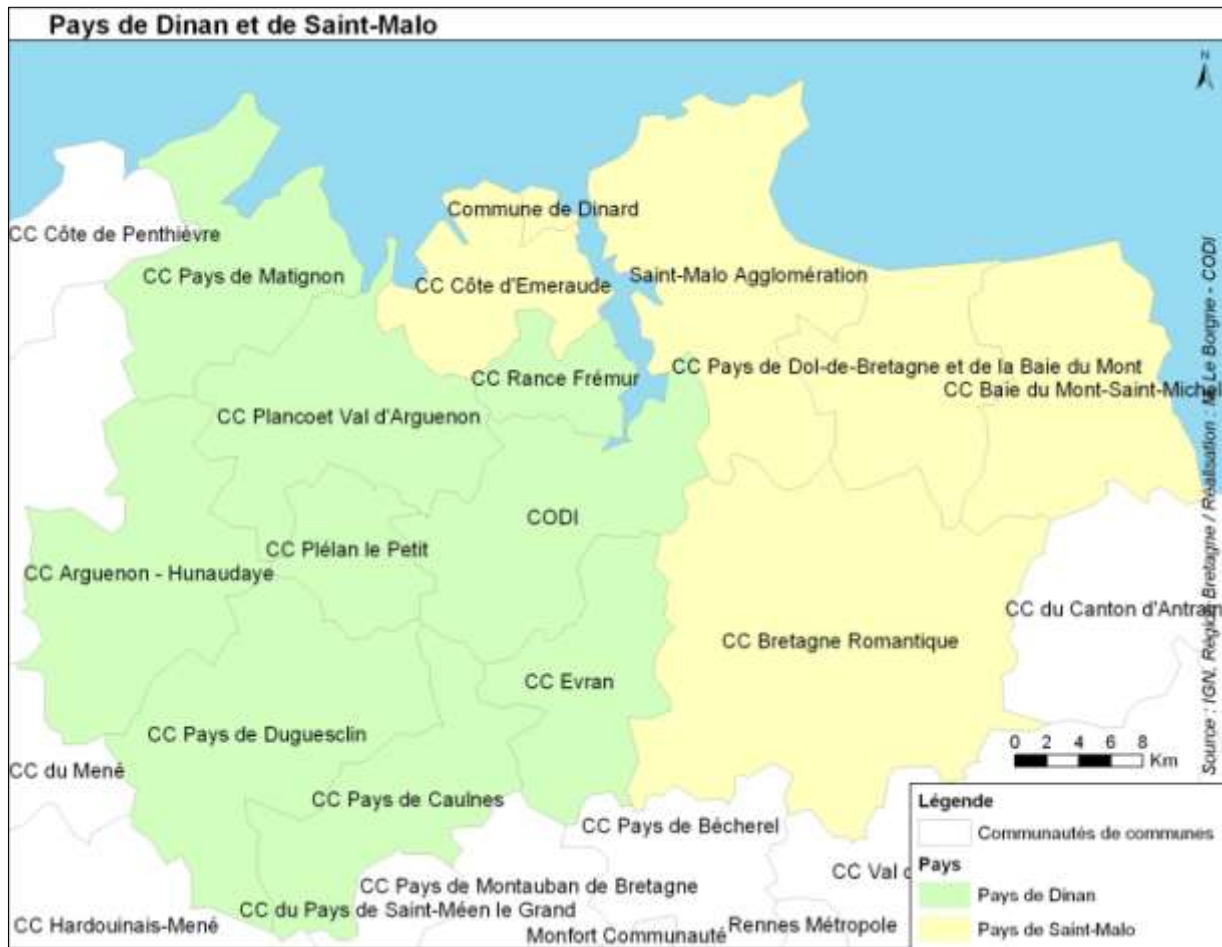 Pays de Dinan et de Saint-Malo
N
Commune de Dinard
CC Côte de Penthièvre
CC Pays de Matignon
Saint-Malo Agglomération
CC Côte d'Emeraude
CC Pays de Dol-de-Bretagne et de la Baie du Mont
CC Rance Frémur
CC Baie du Mont-Saint-Michel
CC Plancoet Val d'Arguenon
CODI
CC Plélan le Petit
CC Arguenon - Hunaudaye
CC du Canton d'Antrain
CC Bretagne Romantique
CC Evran
CC Pays de Duguesclin
0 2 4 6 8
Km
CC du Mené
CC Pays de Caulnes
CC Pays de Bécherel
CC Val
CC Pays de Montauban de Bretagne
CC du Pays de Saint-Méen le Grand
CC Hardouinais-Mené
Monfort Communauté
Rennes Métropole
Légende
Communautés de communes
Pays
Pays de Dinan
Pays de Saint-Malo
Source : IGN, Région Bretagne / Réalisation : M. Le Borgne - CODI